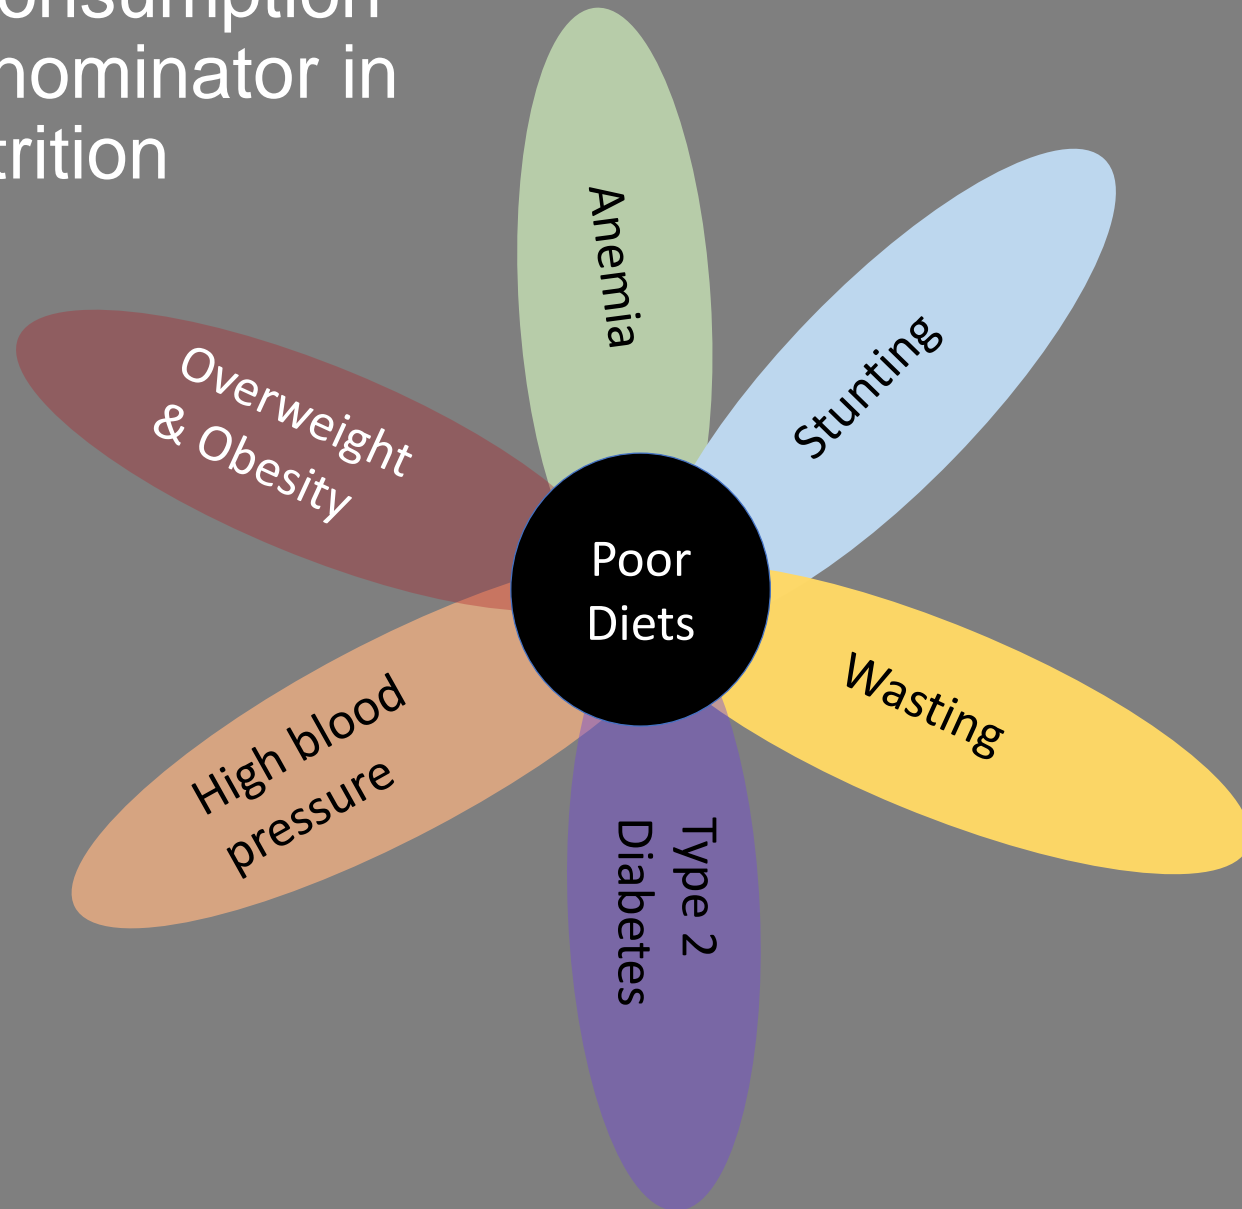 onsumption
nominator in
trition
Anemia
Stunting
Overweight
& Obesity
Poor
Diets
Wasting
High blood
pressure
Type 2
Diabetes